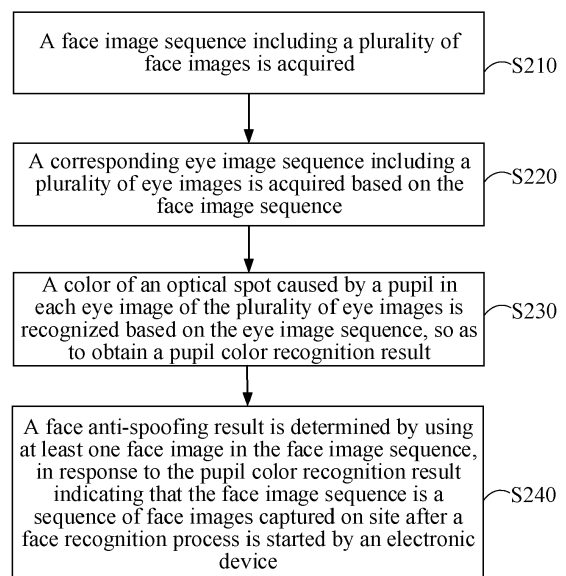 A face image sequence including a plurality of
face images is acquired
S210
A corresponding eye image sequence including a
plurality of eye images is acquired based on the
face image sequence
S220
A color of an optical spot caused by a pupil in
each eye image of the plurality of eye images is
recognized based on the eye image sequence, so as
to obtain a pupil color recognition result
S230
A face anti-spoofing result is determined by using
at least one face image in the face image sequence,
in response to the pupil color recognition result
indicating that the face image sequence is a
sequence of face images captured on site after a
face recognition process is started by an electronic
device
S240